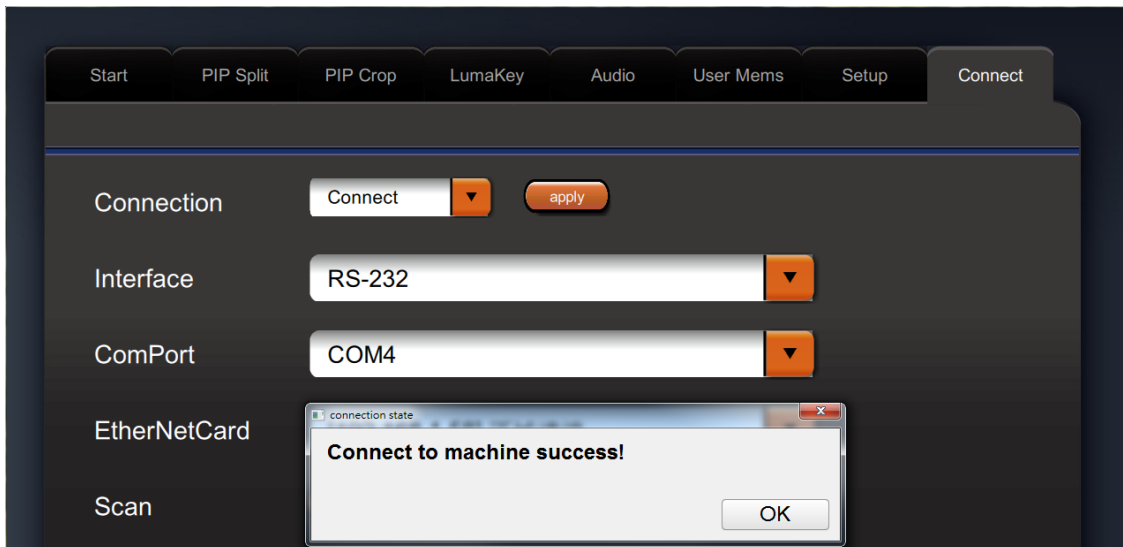 Start PIP Split PIP Crop LumaKey Audio User Mems Setup Connect
Connection Connect apply
Interface RS-232
ComPort COM4
EtherNetCard
connection state
Connect to machine success!
Scan
OK